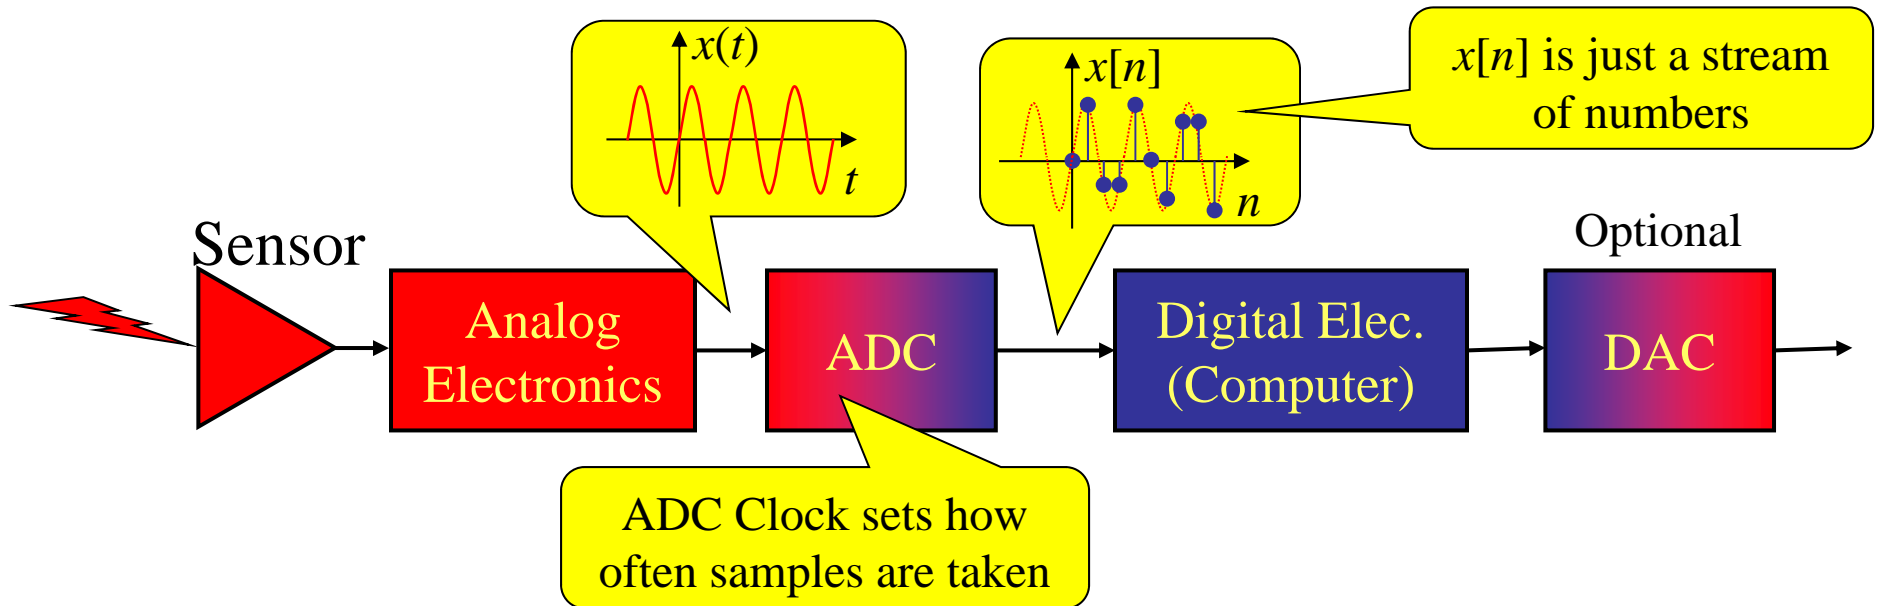 x(t)
t
x[n]
n
x[n] is just a stream
of numbers
Sensor
Optional
Analog
Electronics
ADC
Digital Elec.
(Computer)
DAC
ADC Clock sets how
often samples are taken